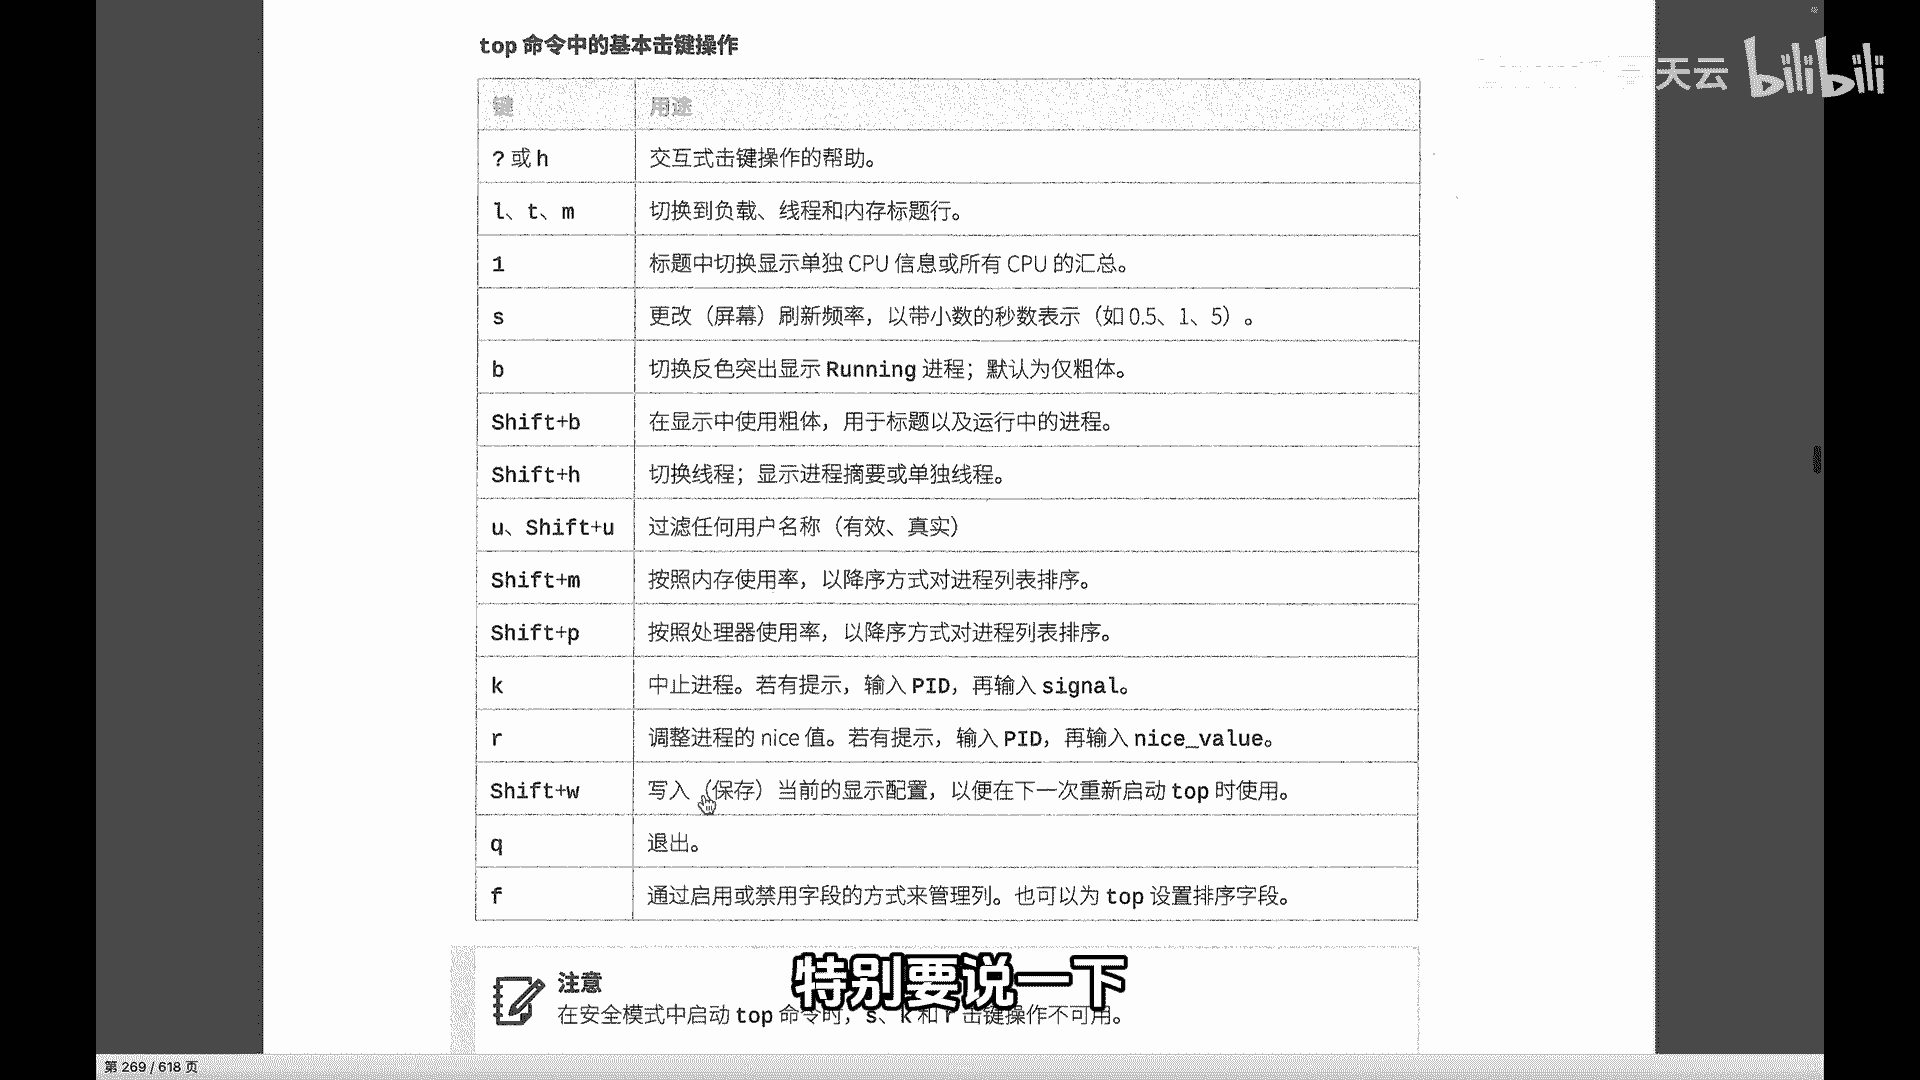 top 命令中的基本击键操作
天云 bilibili
键 用途
? 或 h 交互式击键操作的帮助。
l、t、m 切换到负载、线程和内存标题行。
1 标题中切换显示单独 CPU 信息或所有 CPU 的汇总。
s 更改（屏幕）刷新频率，以带小数的秒数表示（如 0.5、1、5）。
b 切换反色突出显示 Running 进程；默认为仅粗体。
Shift+b 在显示中使用粗体，用于标题以及运行中的进程。
Shift+h 切换线程；显示进程摘要或单独线程。
u、Shift+u 过滤任何用户名称（有效、真实）
Shift+m 按照内存使用率，以降序方式对进程列表排序。
Shift+p 按照处理器使用率，以降序方式对进程列表排序。
k 中止进程。若有提示，输入 PID，再输入 signal。
r 调整进程的 nice 值。若有提示，输入 PID，再输入 nice_value。
Shift+w 写入（保存）当前的显示配置，以便在下一次重新启动 top 时使用。
q 退出。
f 通过启用或禁用字段的方式来管理列。也可以为 top 设置排序字段。
注意
特别要说一下
在安全模式中启动 top 命令时，s、k 和 r 击键操作不可用。
第 269 / 618 页